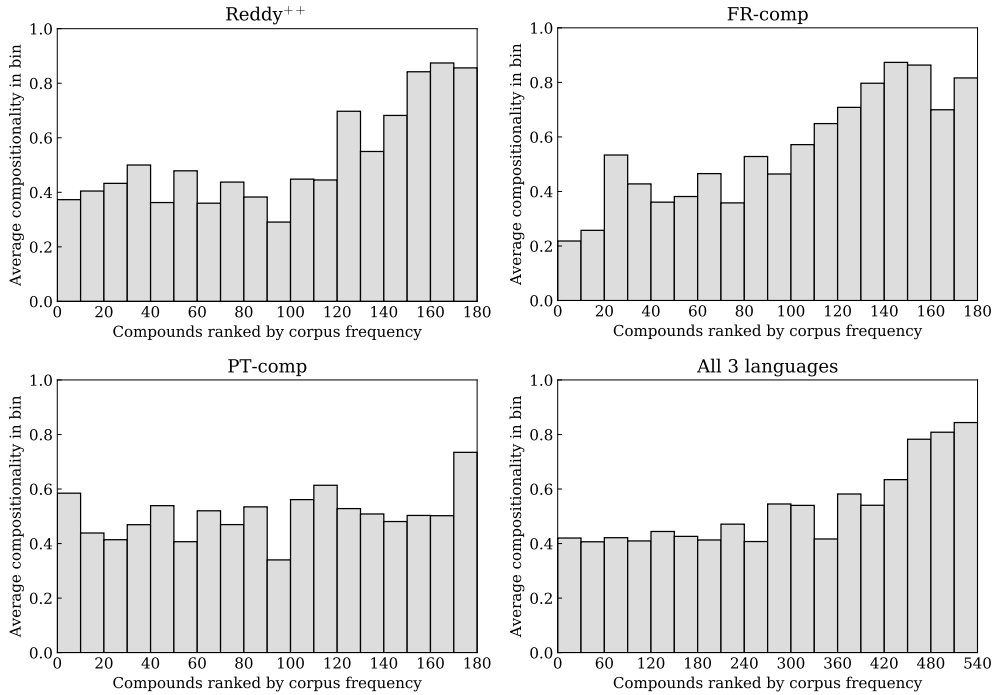 Reddy++
Average compositionality in bin
1.0
0.8
0.6
0.4
0.2
0.0
0 20 40 60 80 100 120 140 160 180
Compounds ranked by corpus frequency
FR-comp
Average compositionality in bin
1.0
0.8
0.6
0.4
0.2
0.0
0 20 40 60 80 100 120 140 160 180
Compounds ranked by corpus frequency
PT-comp
Average compositionality in bin
1.0
0.8
0.6
0.4
0.2
0.0
0 20 40 60 80 100 120 140 160 180
Compounds ranked by corpus frequency
All 3 languages
Average compositionality in bin
1.0
0.8
0.6
0.4
0.2
0.0
0 60 120 180 240 300 360 420 480 540
Compounds ranked by corpus frequency